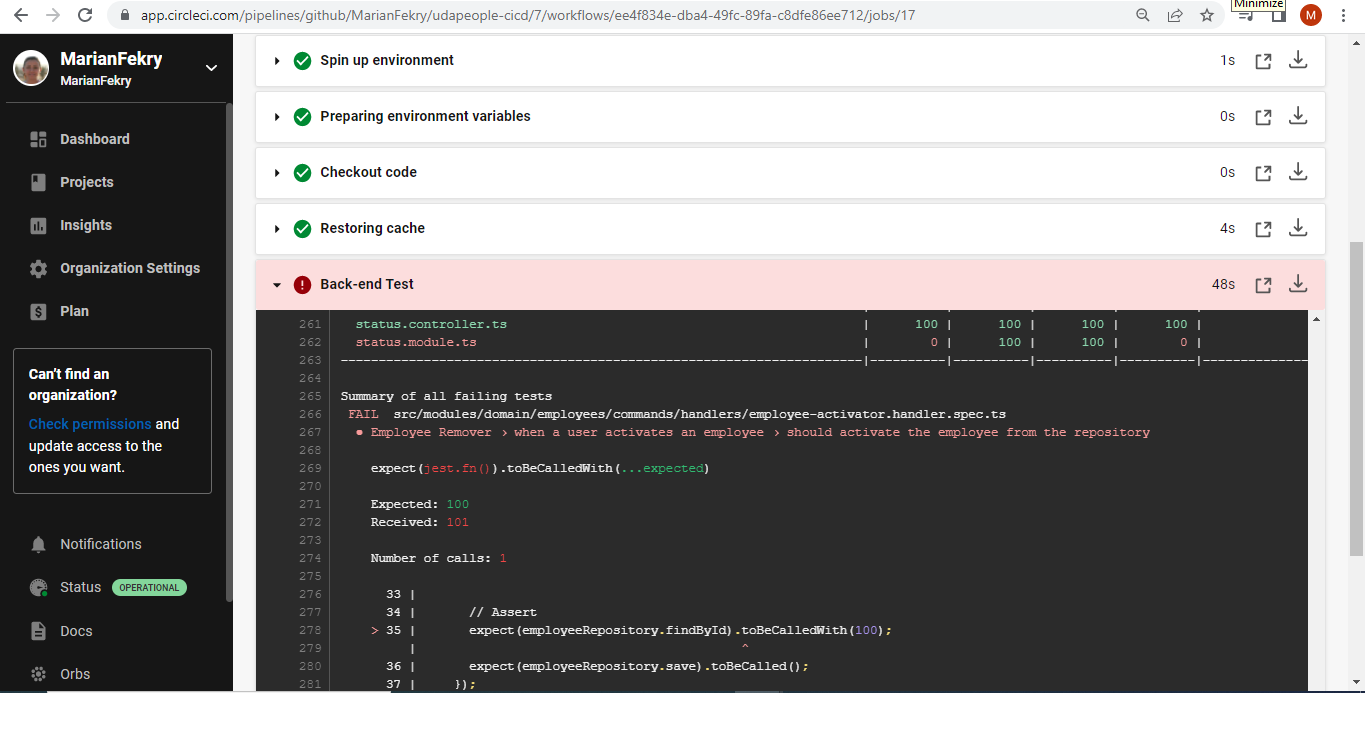 Minimize
app.circleci.com/pipelines/github/MarianFekry/udapeople-cicd/7/workflows/ee4f834e-dba4-49fc-89fa-c8dfe86ee712/jobs/17
M
MarianFekry
MarianFekry
Dashboard
Projects
Insights
Organization Settings
Plan
Can't find an
organization?
Check permissions and
update access to the
ones you want.
Notifications
Status OPERATIONAL
Docs
Orbs
Spin up environment 1s
Preparing environment variables 0s
Checkout code 0s
Restoring cache 4s
Back-end Test 48s
261 status.controller.ts | 100 | 100 | 100 | 100 |
262 status.module.ts | 0 | 100 | 100 | 0 |
263 ----------------------------------------------------------------------|----------|----------|----------|----------|--------------
264
265 Summary of all failing tests
266 FAIL src/modules/domain/employees/commands/handlers/employee-activator.handler.spec.ts
267 ● Employee Remover › when a user activates an employee › should activate the employee from the repository
268
269 expect(jest.fn()).toBeCalledWith(...expected)
270
271 Expected: 100
272 Received: 101
273
274 Number of calls: 1
275
276 33 |
277 34 | // Assert
278 > 35 | expect(employeeRepository.findById).toBeCalledWith(100);
279 | ^
280 36 | expect(employeeRepository.save).toBeCalled();
281 37 | });